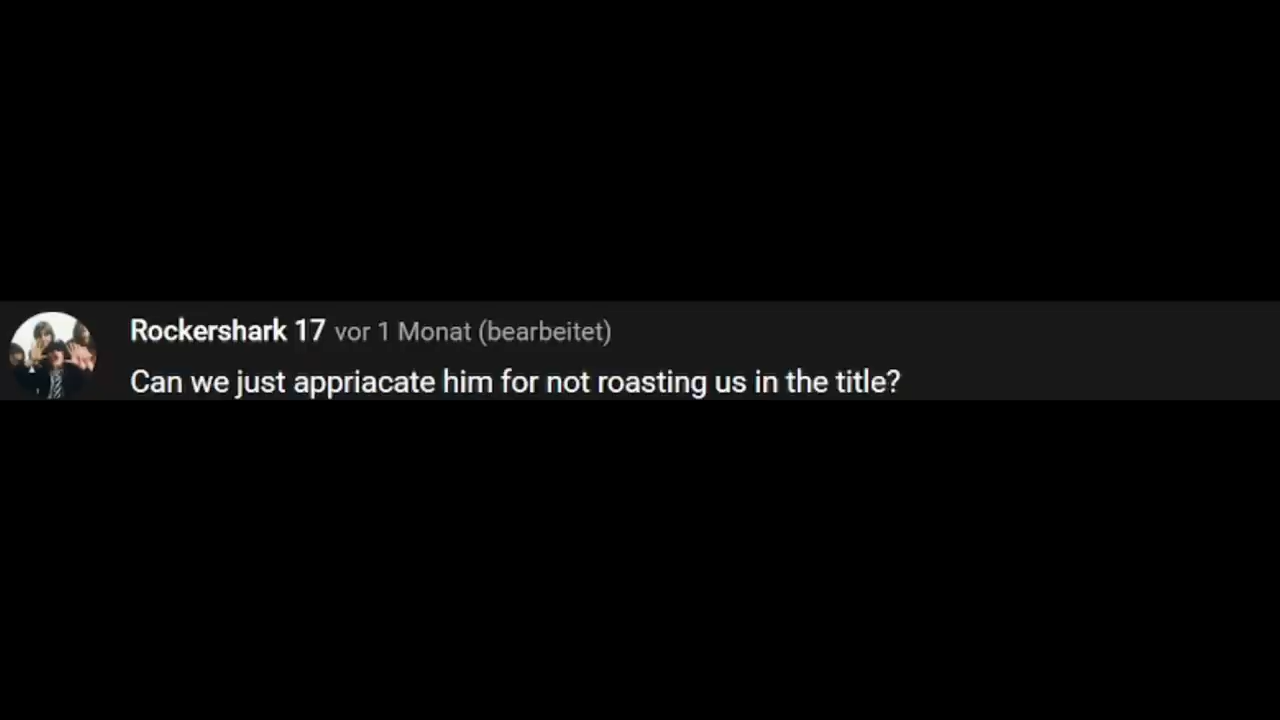 Rockershark 17 vor 1 Monat (bearbeitet)
Can we just appriacate him for not roasting us in the title?